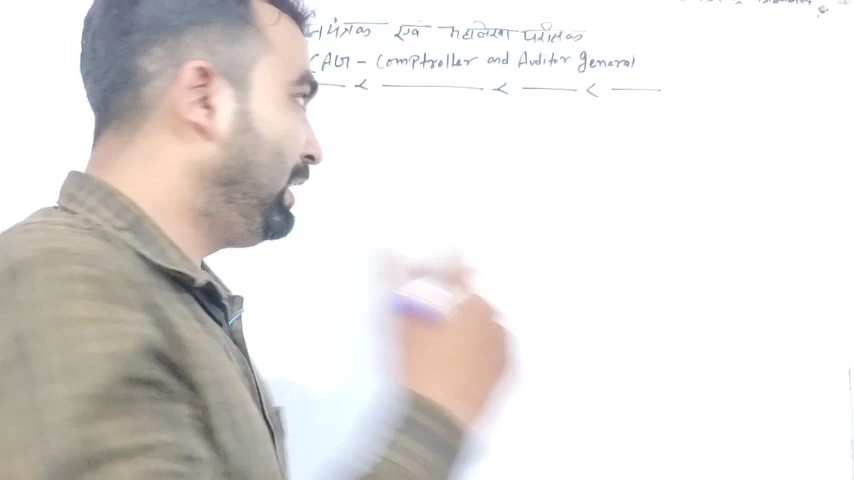 नियंत्रक एवं महालेखा परीक्षक
CAG - Comptroller and Auditor General